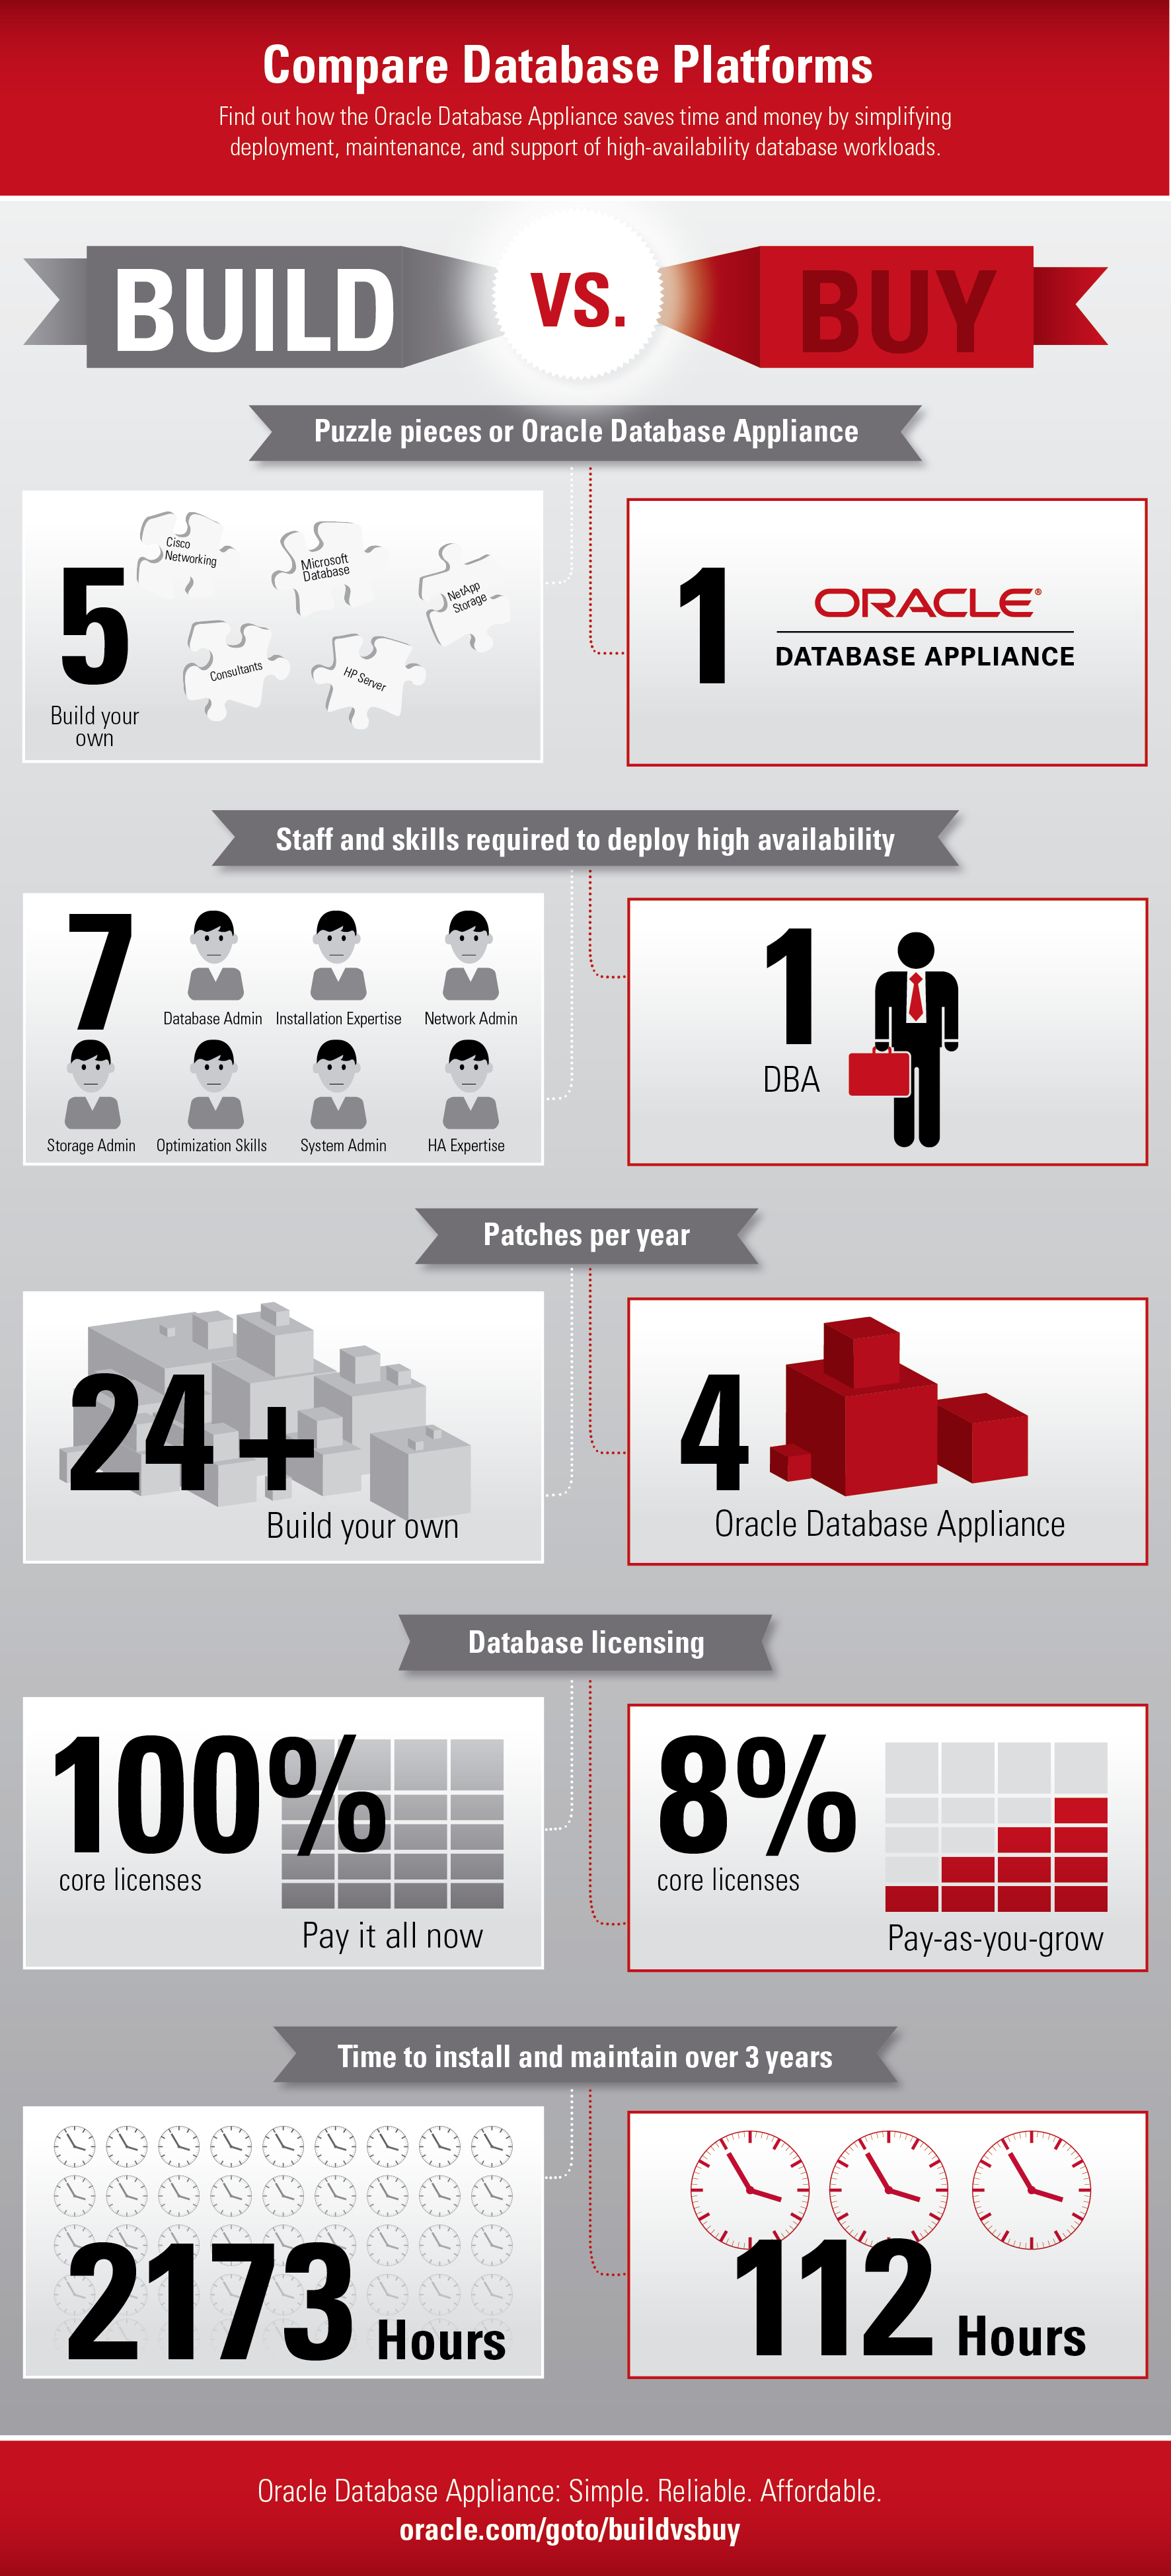 Compare Database Platforms
Find out how the Oracle Database Appliance saves time and money by simplifying
deployment, maintenance, and support of high-availability database workloads.
BUILD
VS.
BUY
Puzzle pieces or Oracle Database Appliance
5
Build your
own
Cisco
Networking
Microsoft
Database
NetApp
Storage
Consultants
HP Server
1
ORACLE®
DATABASE APPLIANCE
Staff and skills required to deploy high availability
7
Database Admin
Installation Expertise
Network Admin
Storage Admin
Optimization Skills
System Admin
HA Expertise
1
DBA
Patches per year
24+
Build your own
4
Oracle Database Appliance
Database licensing
100%
core licenses
Pay it all now
8%
core licenses
Pay-as-you-grow
Time to install and maintain over 3 years
2173 Hours
112 Hours
Oracle Database Appliance: Simple. Reliable. Affordable.
oracle.com/goto/buildvsbuy